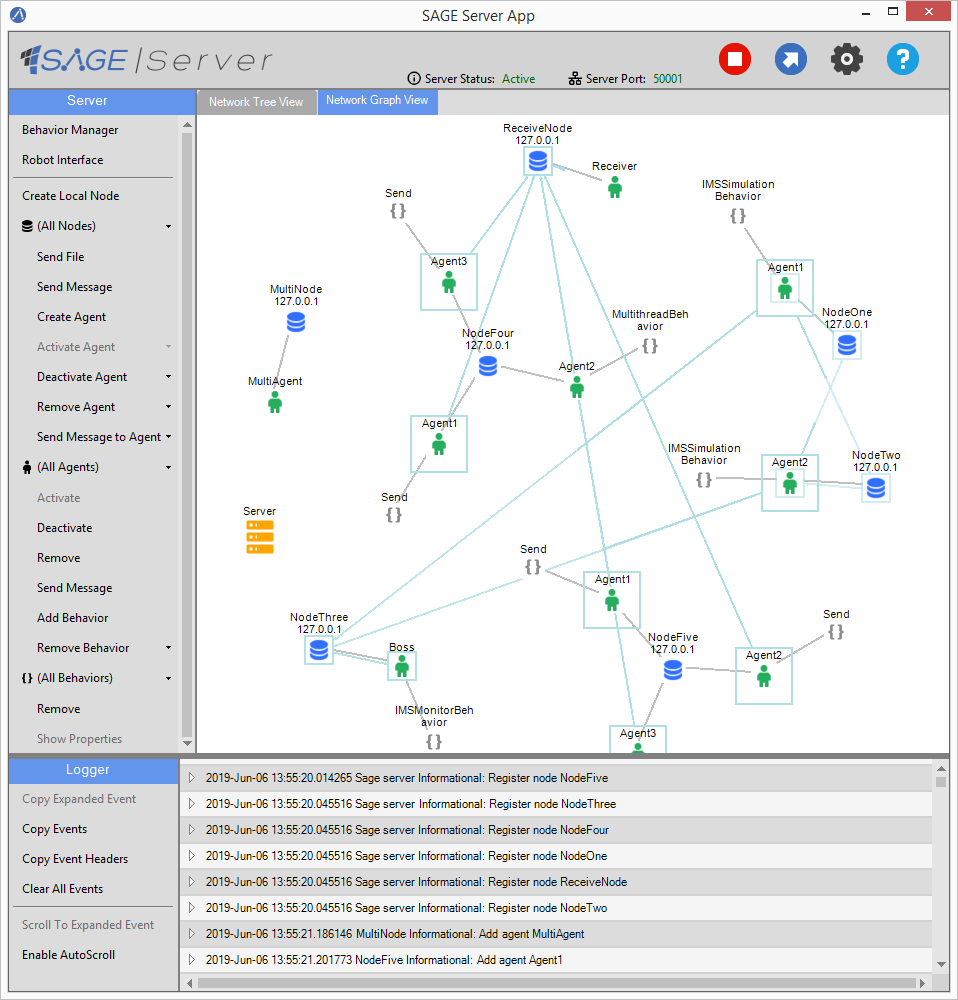 SAGE Server App
SAGE|Server
Server Status: Active
Server Port: 50001
Server
Network Tree View
Network Graph View
Behavior Manager
Robot Interface
Create Local Node
(All Nodes)
Send File
Send Message
Create Agent
Activate Agent
Deactivate Agent
Remove Agent
Send Message to Agent
(All Agents)
Activate
Deactivate
Remove
Send Message
Add Behavior
Remove Behavior
{} (All Behaviors)
Remove
Show Properties
ReceiveNode
127.0.0.1
Receiver
Send
{}
IMSSimulation
Behavior
{}
Agent3
Agent1
MultiNode
127.0.0.1
NodeFour
127.0.0.1
MultithreadBeh
avior
{}
NodeOne
127.0.0.1
Agent2
MultiAgent
Agent1
IMSSimulation
Behavior
{}
Agent2
NodeTwo
127.0.0.1
Send
{}
Server
Send
{}
Agent1
NodeThree
127.0.0.1
Send
{}
NodeFive
127.0.0.1
Boss
Agent2
IMSMonitorBeh
avior
{}
Agent3
Logger
Copy Expanded Event
Copy Events
Copy Event Headers
Clear All Events
Scroll To Expanded Event
Enable AutoScroll
2019-Jun-06 13:55:20.014265 Sage server Informational: Register node NodeFive
2019-Jun-06 13:55:20.045516 Sage server Informational: Register node NodeThree
2019-Jun-06 13:55:20.045516 Sage server Informational: Register node NodeFour
2019-Jun-06 13:55:20.045516 Sage server Informational: Register node NodeOne
2019-Jun-06 13:55:20.045516 Sage server Informational: Register node ReceiveNode
2019-Jun-06 13:55:20.045516 Sage server Informational: Register node NodeTwo
2019-Jun-06 13:55:21.186146 MultiNode Informational: Add agent MultiAgent
2019-Jun-06 13:55:21.201773 NodeFive Informational: Add agent Agent1